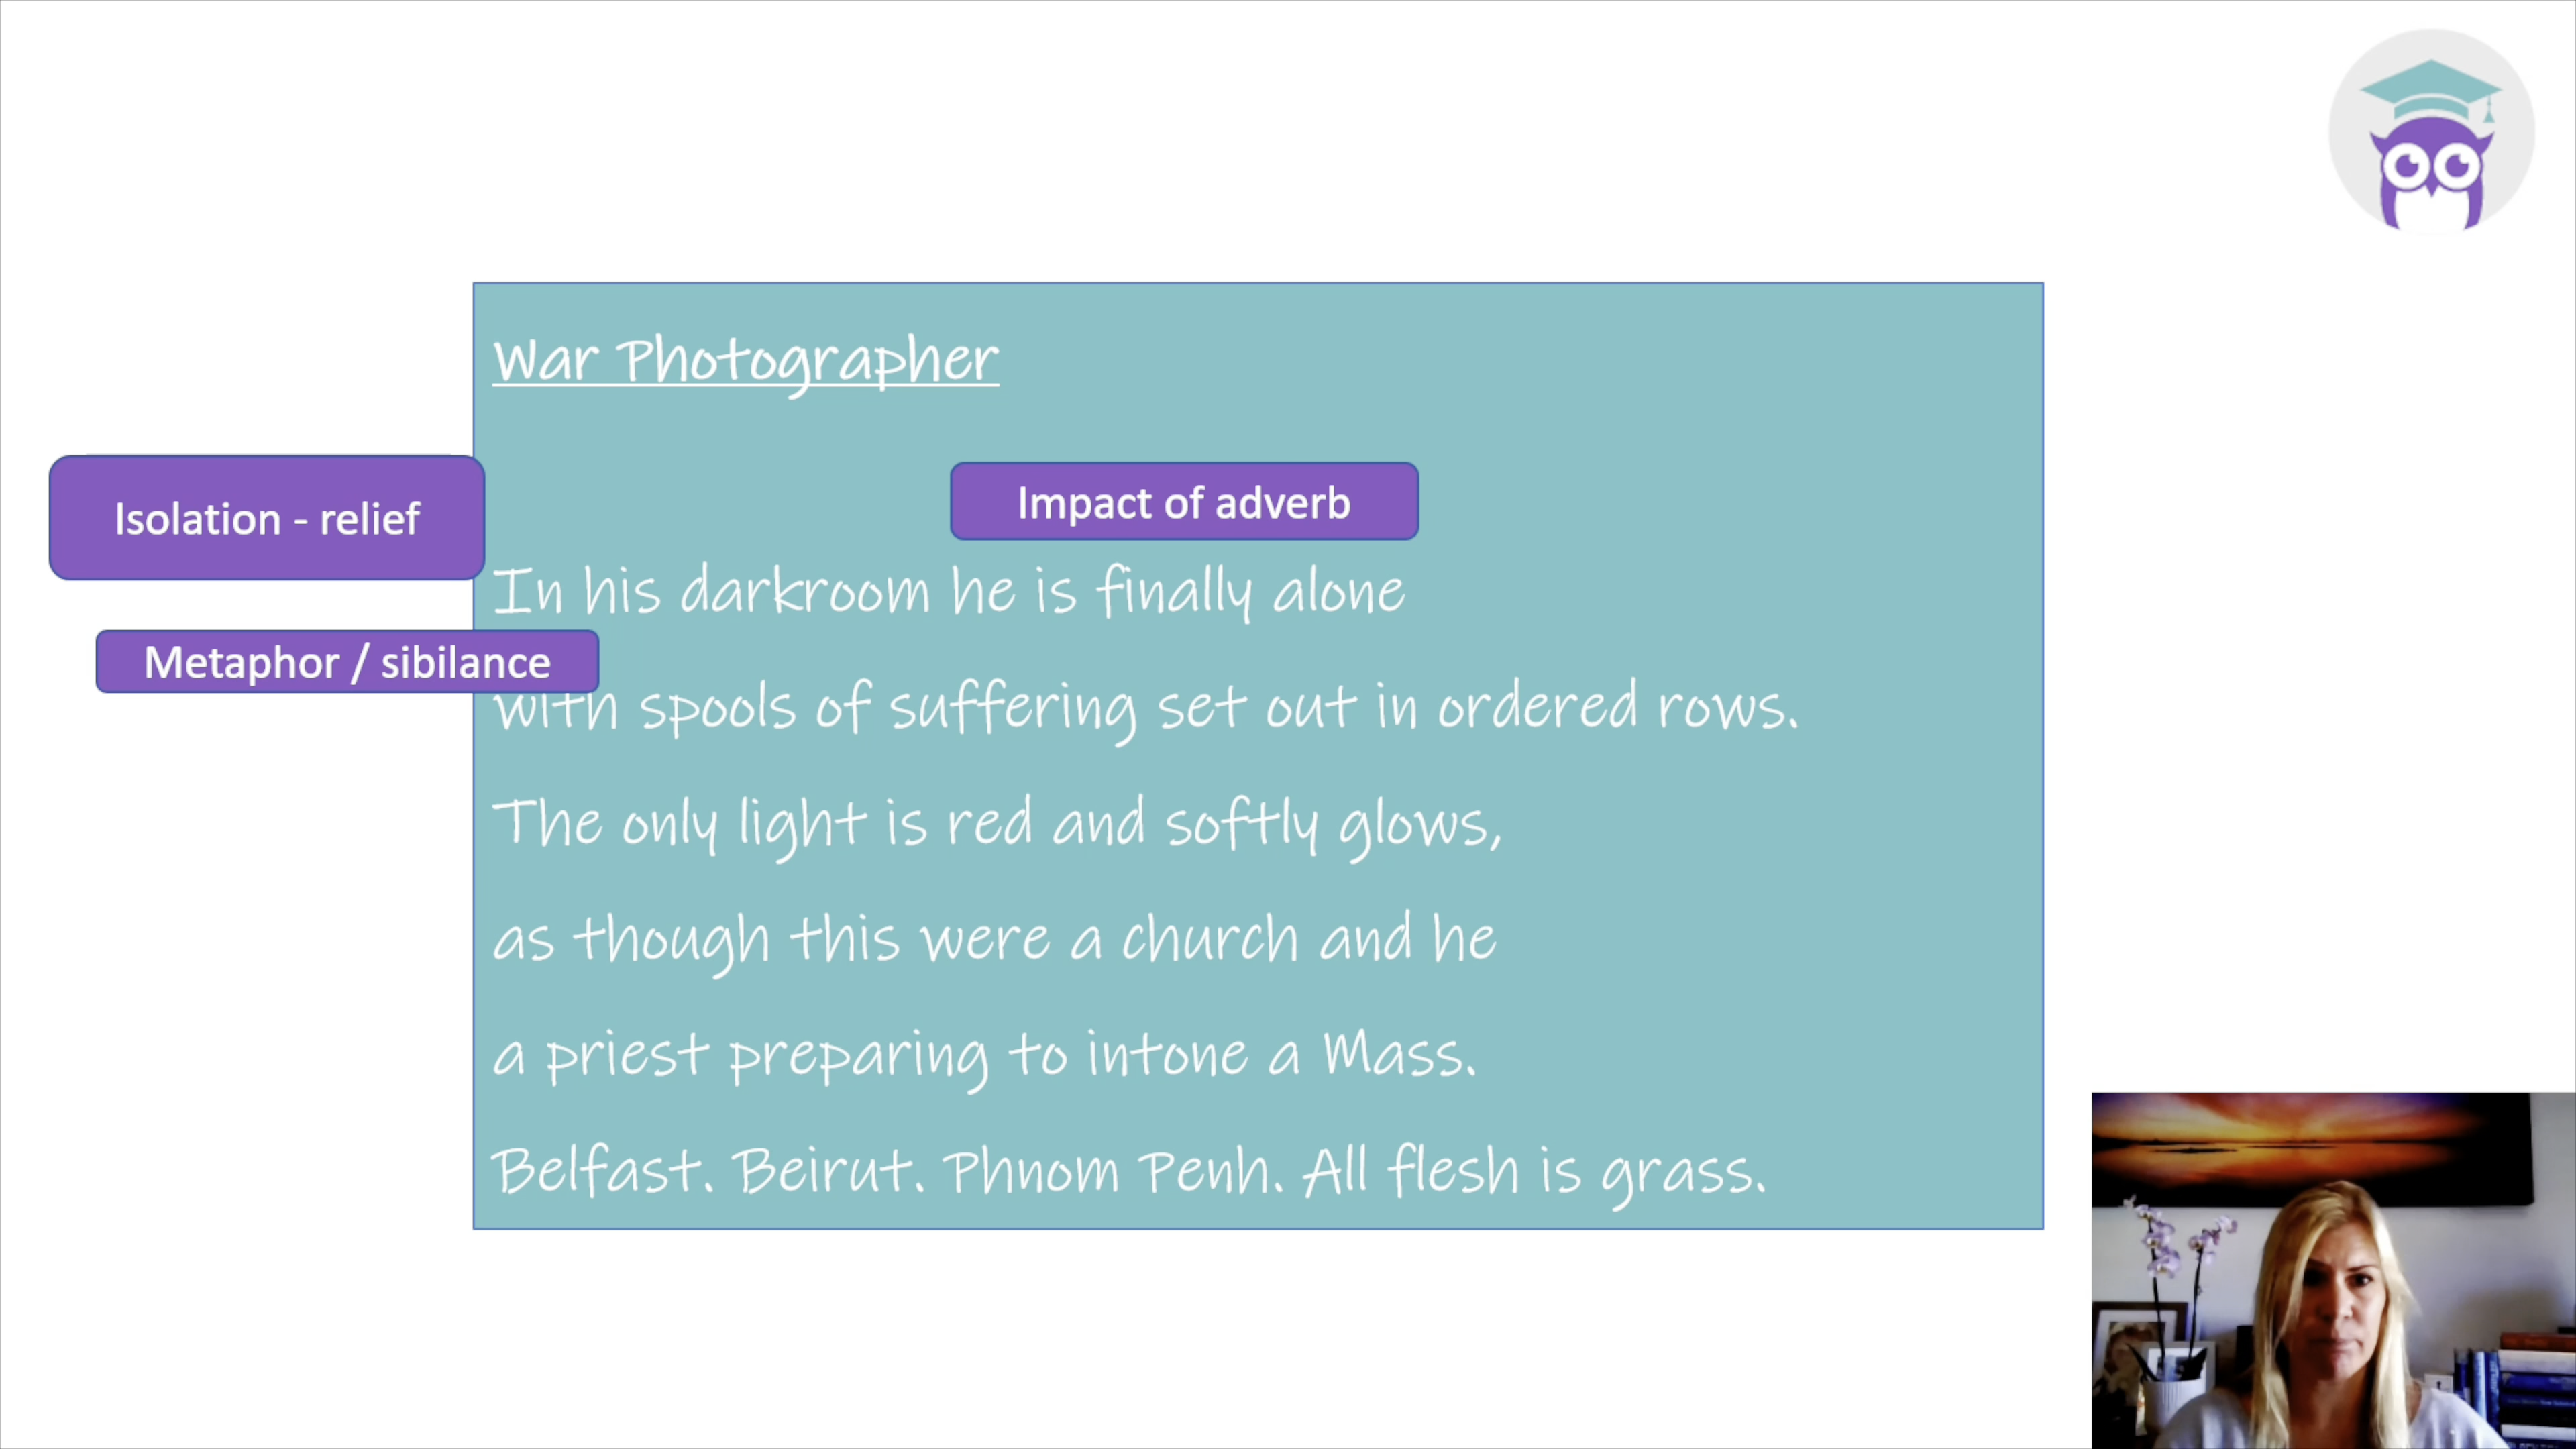 War Photographer
Isolation - relief
Impact of adverb
In his darkroom he is finally alone
Metaphor / sibilance
with spools of suffering set out in ordered rows.
The only light is red and softly glows,
as though this were a church and he
a priest preparing to intone a Mass.
Belfast. Beirut. Phnom Penh. All flesh is grass.